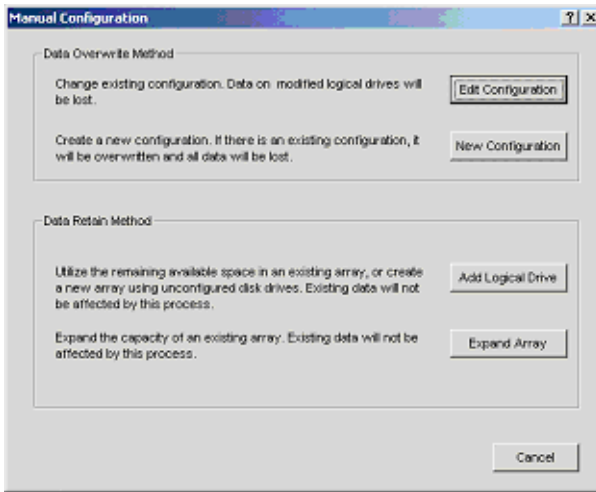 Manual Configuration
Data Overwrite Method
Change existing configuration. Data on modified logical drives will
be lost.
Edit Configuration
Create a new configuration. If there is an existing configuration, it
will be overwritten and all data will be lost.
New Configuration
Data Retain Method
Utilize the remaining available space in an existing array, or create
a new array using unconfigured disk drives. Existing data will not
be affected by this process.
Add Logical Drive
Expand the capacity of an existing array. Existing data will not be
affected by this process.
Expand Array
Cancel